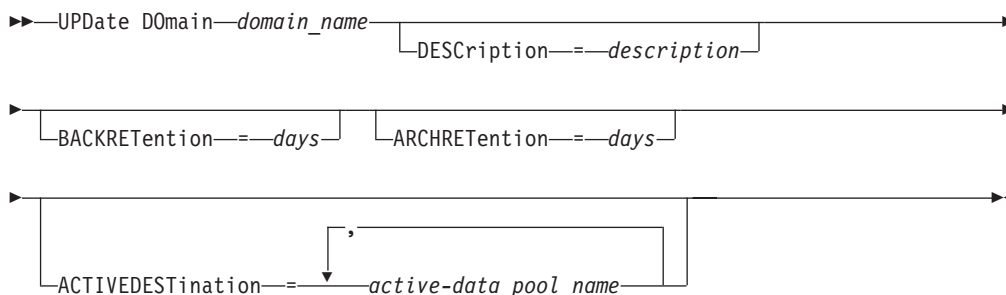 UPDate DOmain domain_name
DESCription = description
BACKRETention = days ARCHRETention = days
,
ACTIVEDESTination = active-data pool name